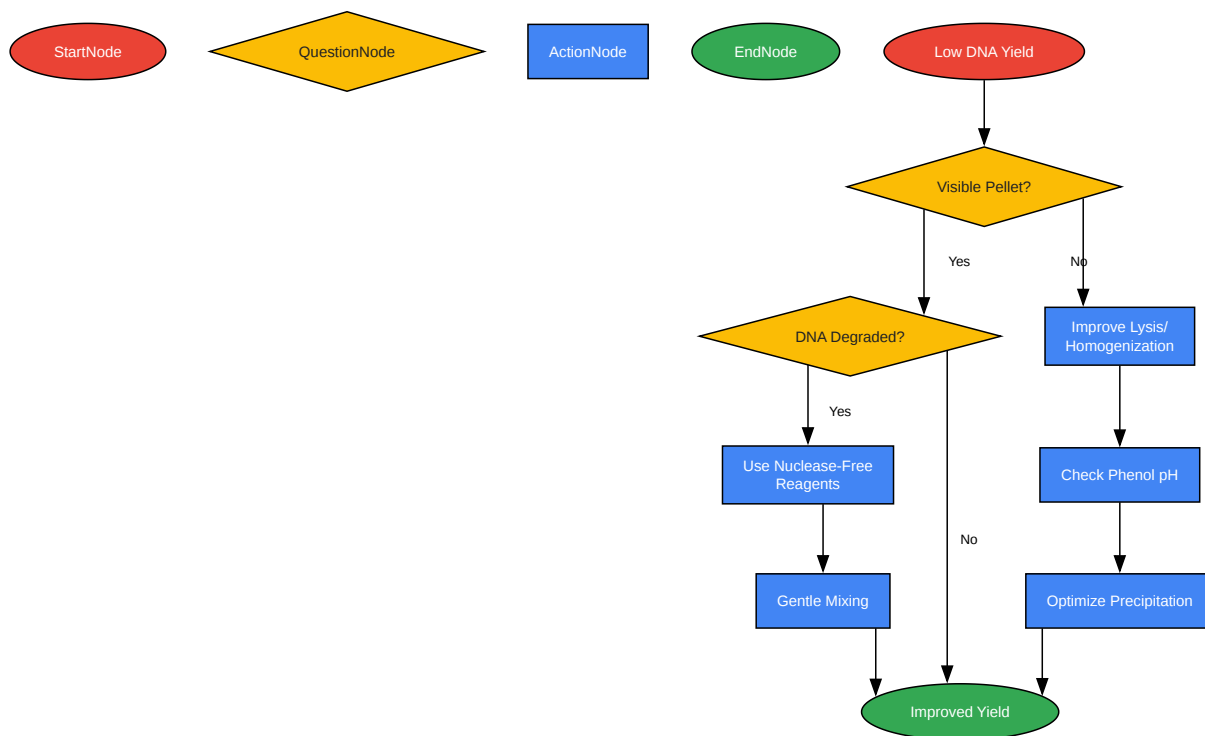 StartNode
QuestionNode
ActionNode
EndNode
Low DNA Yield
Visible Pellet?
Yes
No
DNA Degraded?
Improve Lysis/
Homogenization
Yes
Use Nuclease-Free
Reagents
Check Phenol pH
No
Gentle Mixing
Optimize Precipitation
Improved Yield